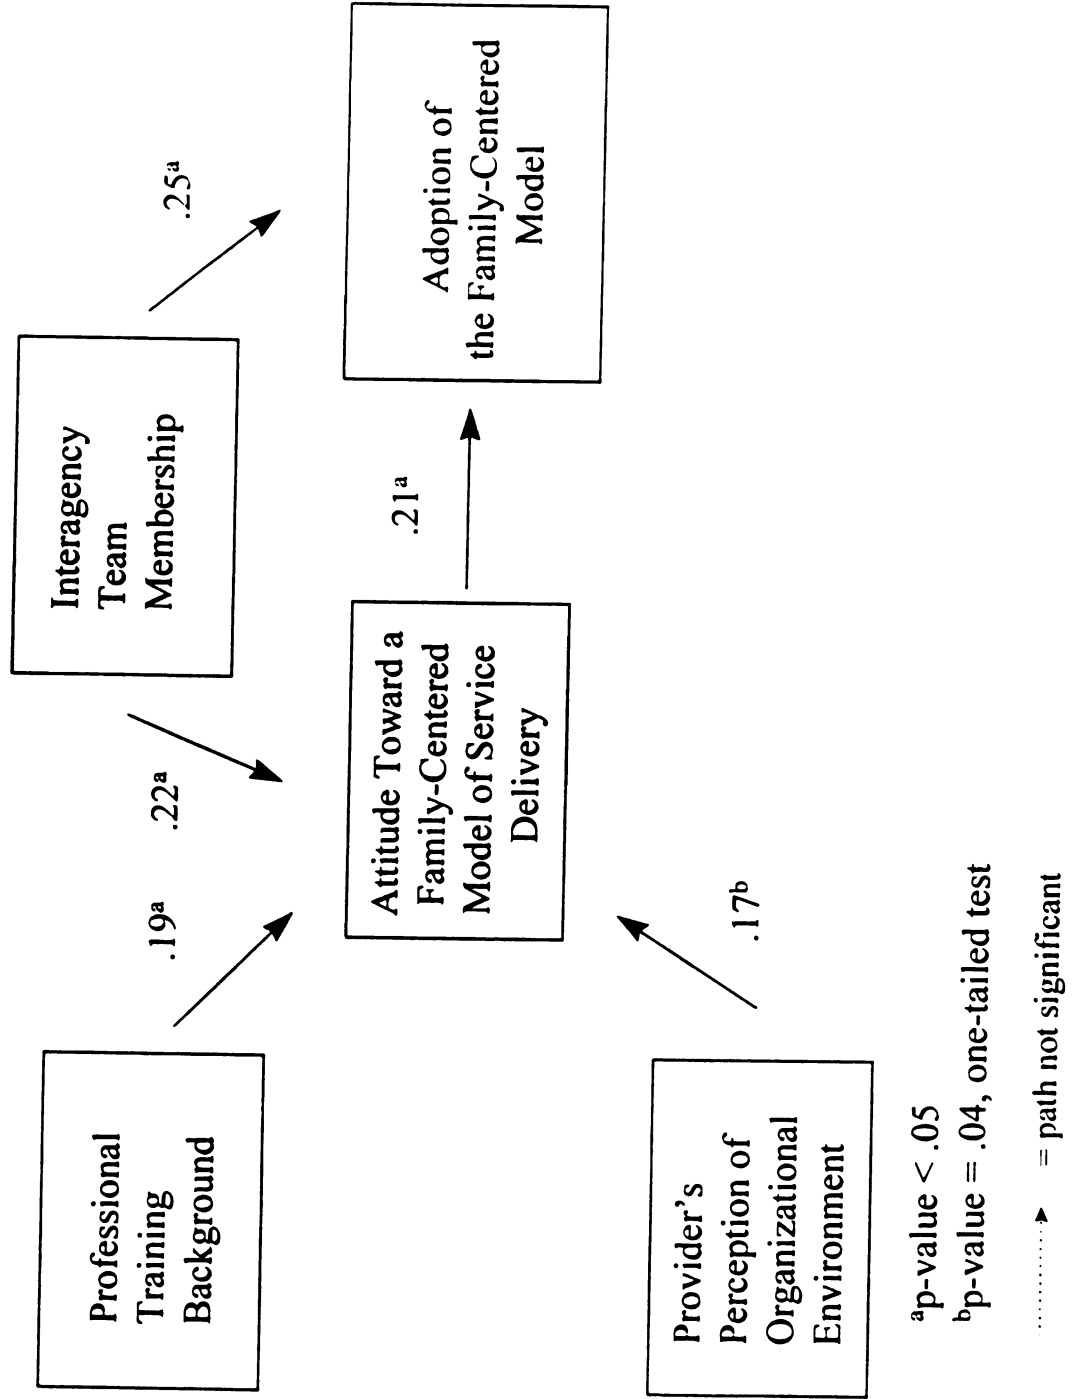 Professional
Training
Background
.19ᵃ
.22ᵃ
Interagency
Team
Membership
.25ᵃ
Attitude Toward a
Family-Centered
Model of Service
Delivery
.21ᵃ
Adoption of
the Family-Centered
Model
Provider's
Perception of
Organizational
Environment
.17ᵇ
ᵃp-value < .05
ᵇp-value = .04, one-tailed test
= path not significant